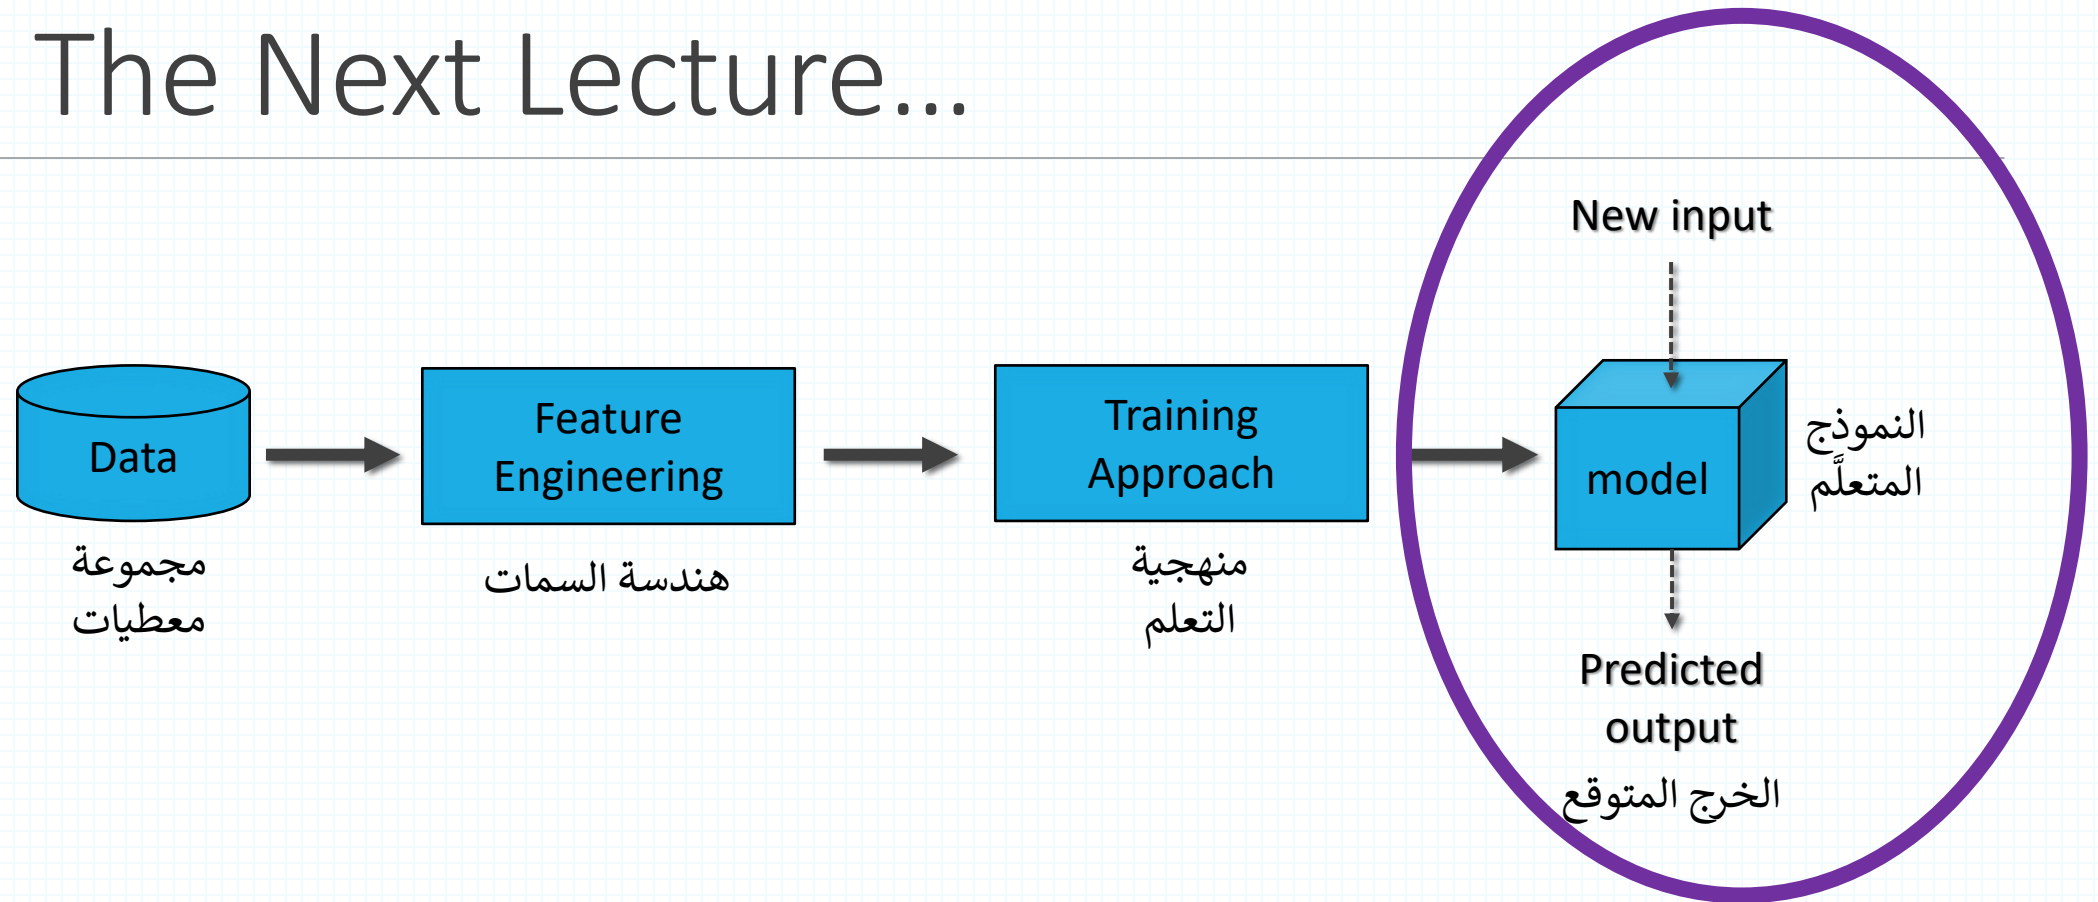 The Next Lecture...
Data
مجموعة
معطيات
Feature
Engineering
هندسة السمات
Training
Approach
منهجية
التعلم
New input
model
النموذج
المتعلَّم
Predicted
output
الخرج المتوقع